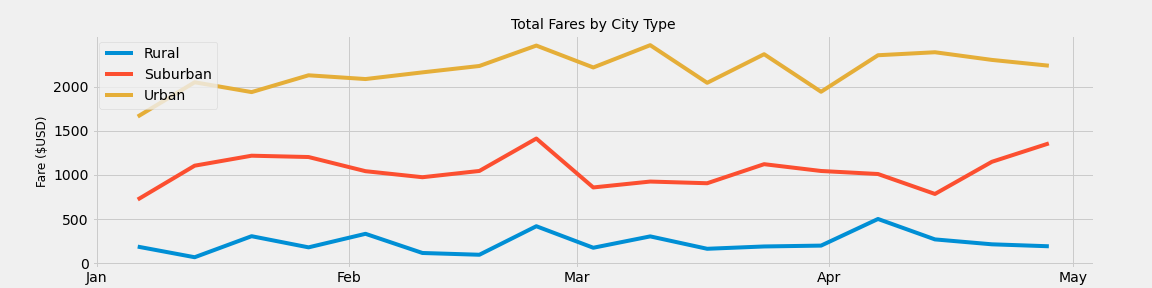 Total Fares by City Type
Rural
Suburban
Urban
Fare ($USD)
2000
1500
1000
500
0
Jan Feb Mar Apr May